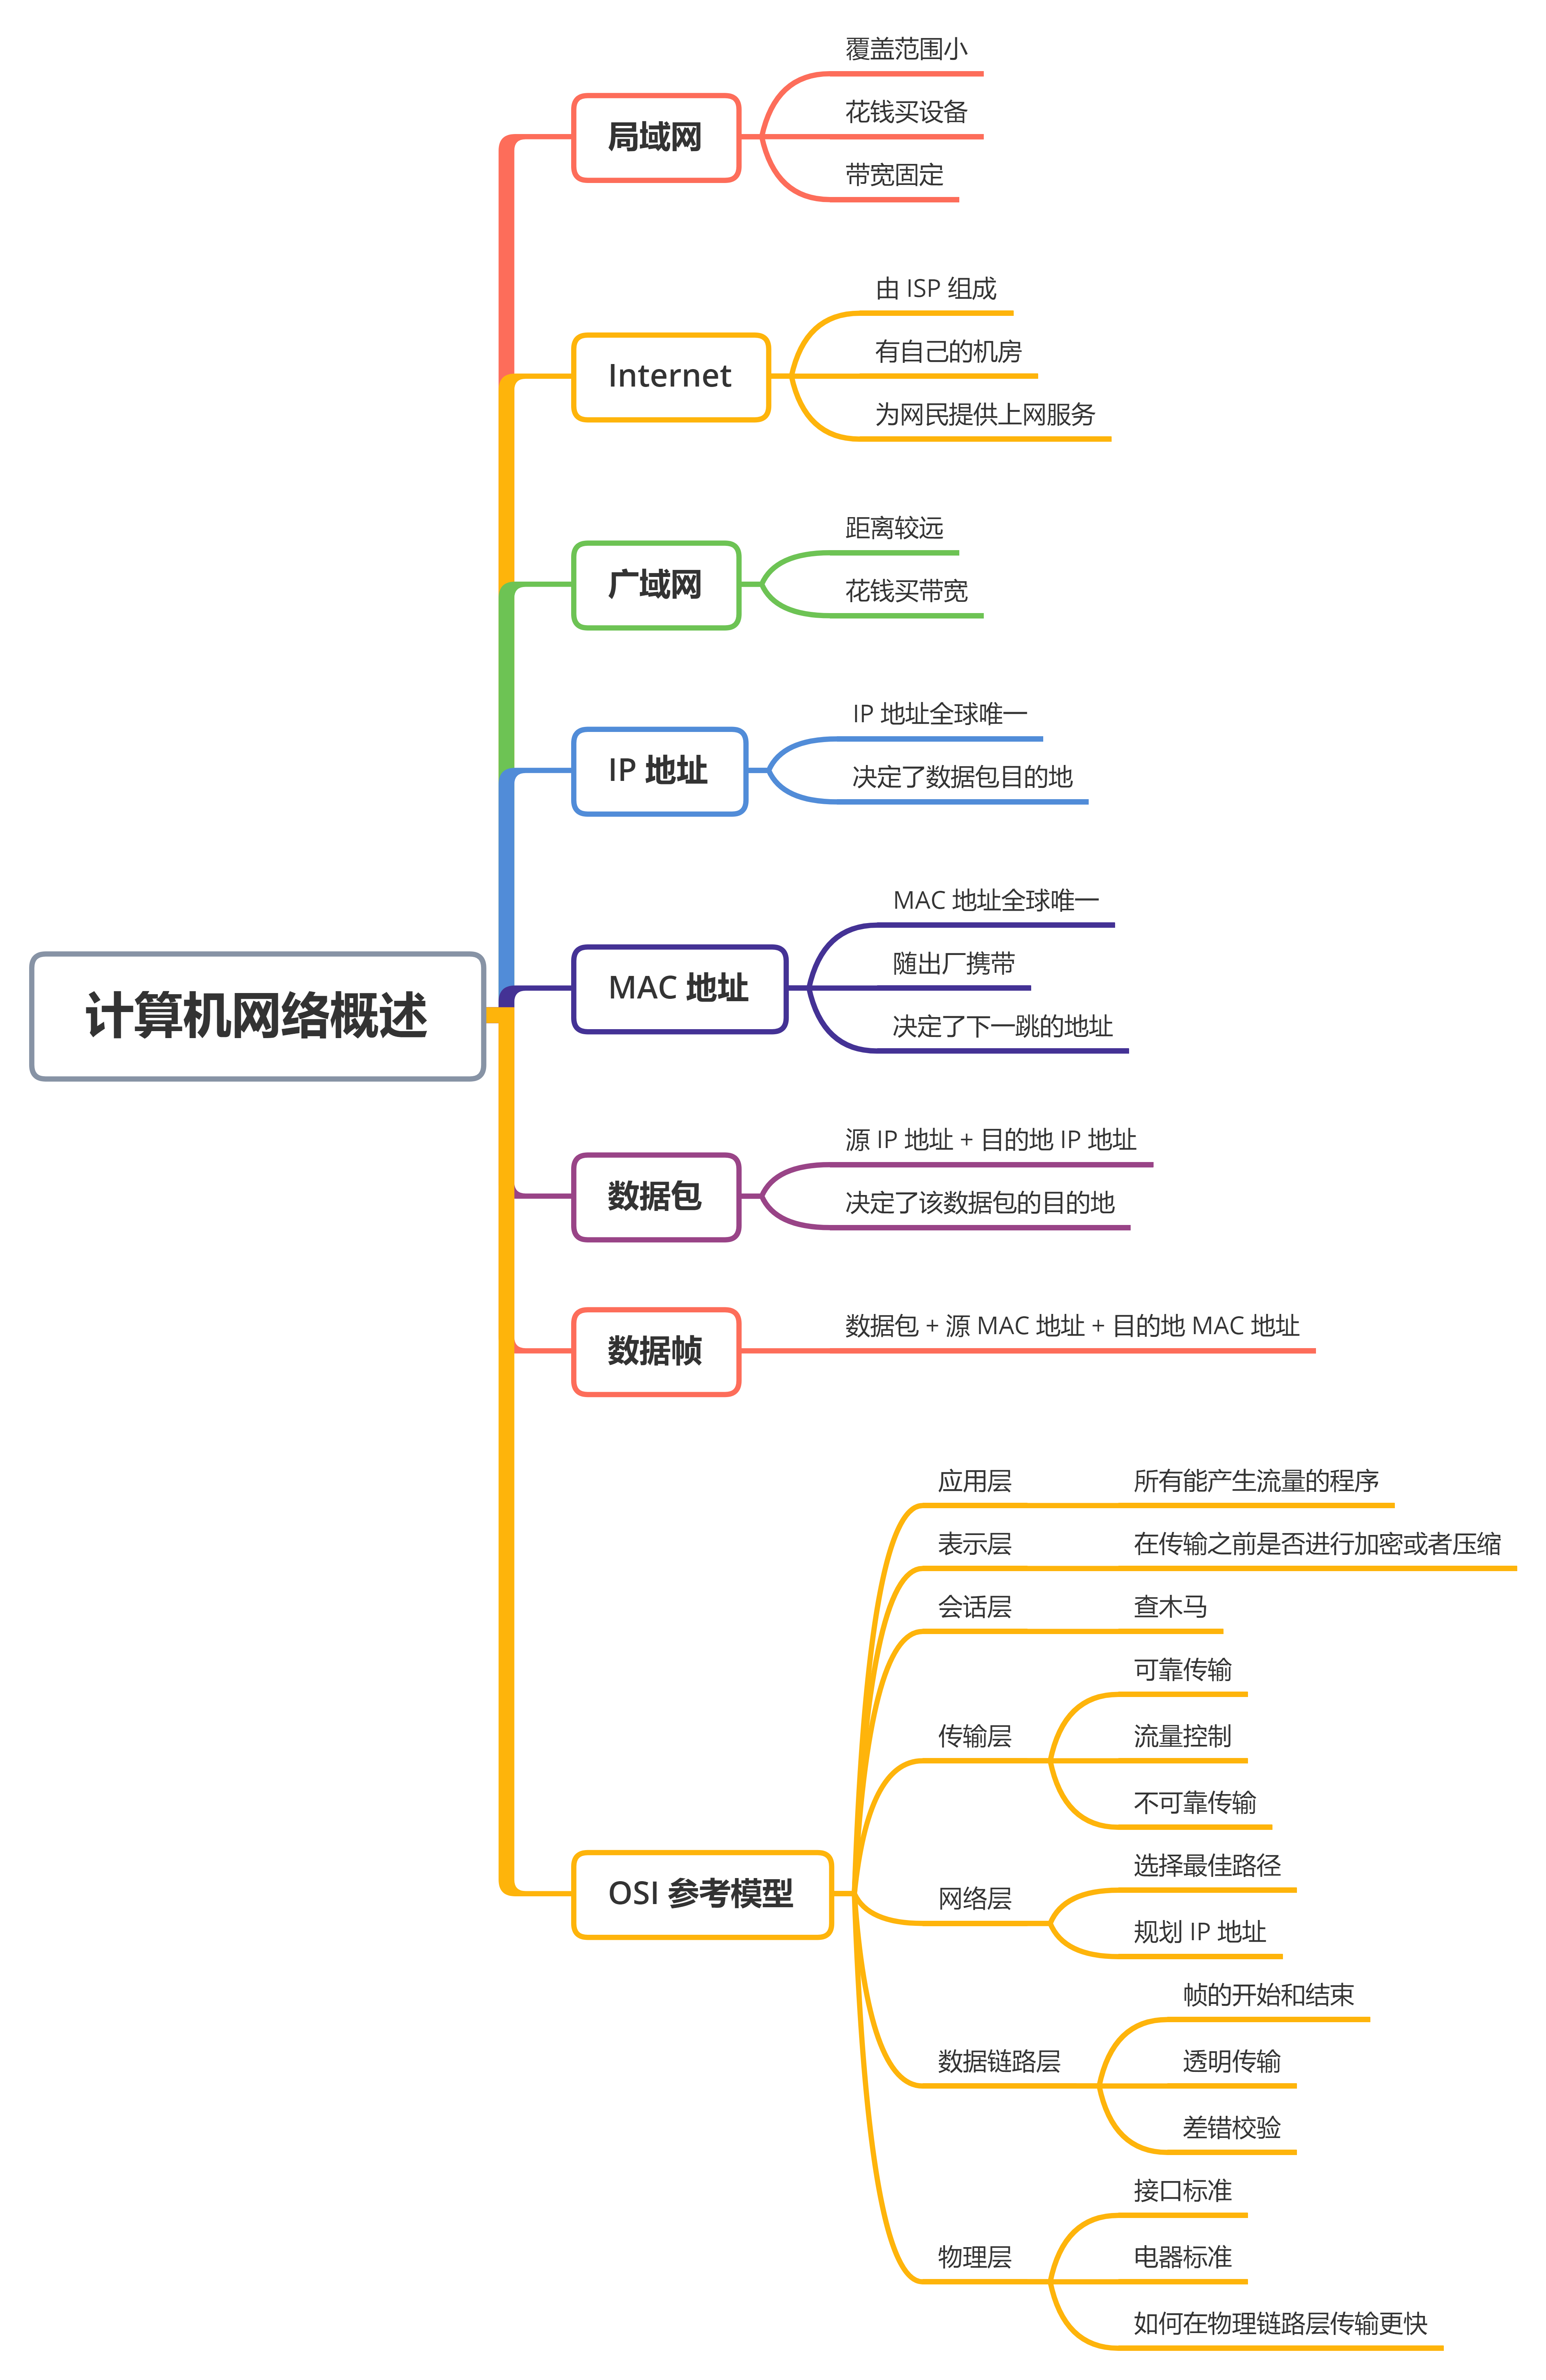 计算机网络概述
局域网
覆盖范围小
花钱买设备
带宽固定
Internet
由 ISP 组成
有自己的机房
为网民提供上网服务
广域网
距离较远
花钱买带宽
IP 地址
IP 地址全球唯一
决定了数据包目的地
MAC 地址
MAC 地址全球唯一
随出厂携带
决定了下一跳的地址
数据包
源 IP 地址 + 目的地 IP 地址
决定了该数据包的目的地
数据帧
数据包 + 源 MAC 地址 + 目的地 MAC 地址
OSI 参考模型
应用层
所有能产生流量的程序
表示层
在传输之前是否进行加密或者压缩
会话层
查木马
传输层
可靠传输
流量控制
不可靠传输
网络层
选择最佳路径
规划 IP 地址
数据链路层
帧的开始和结束
透明传输
差错校验
物理层
接口标准
电器标准
如何在物理链路层传输更快